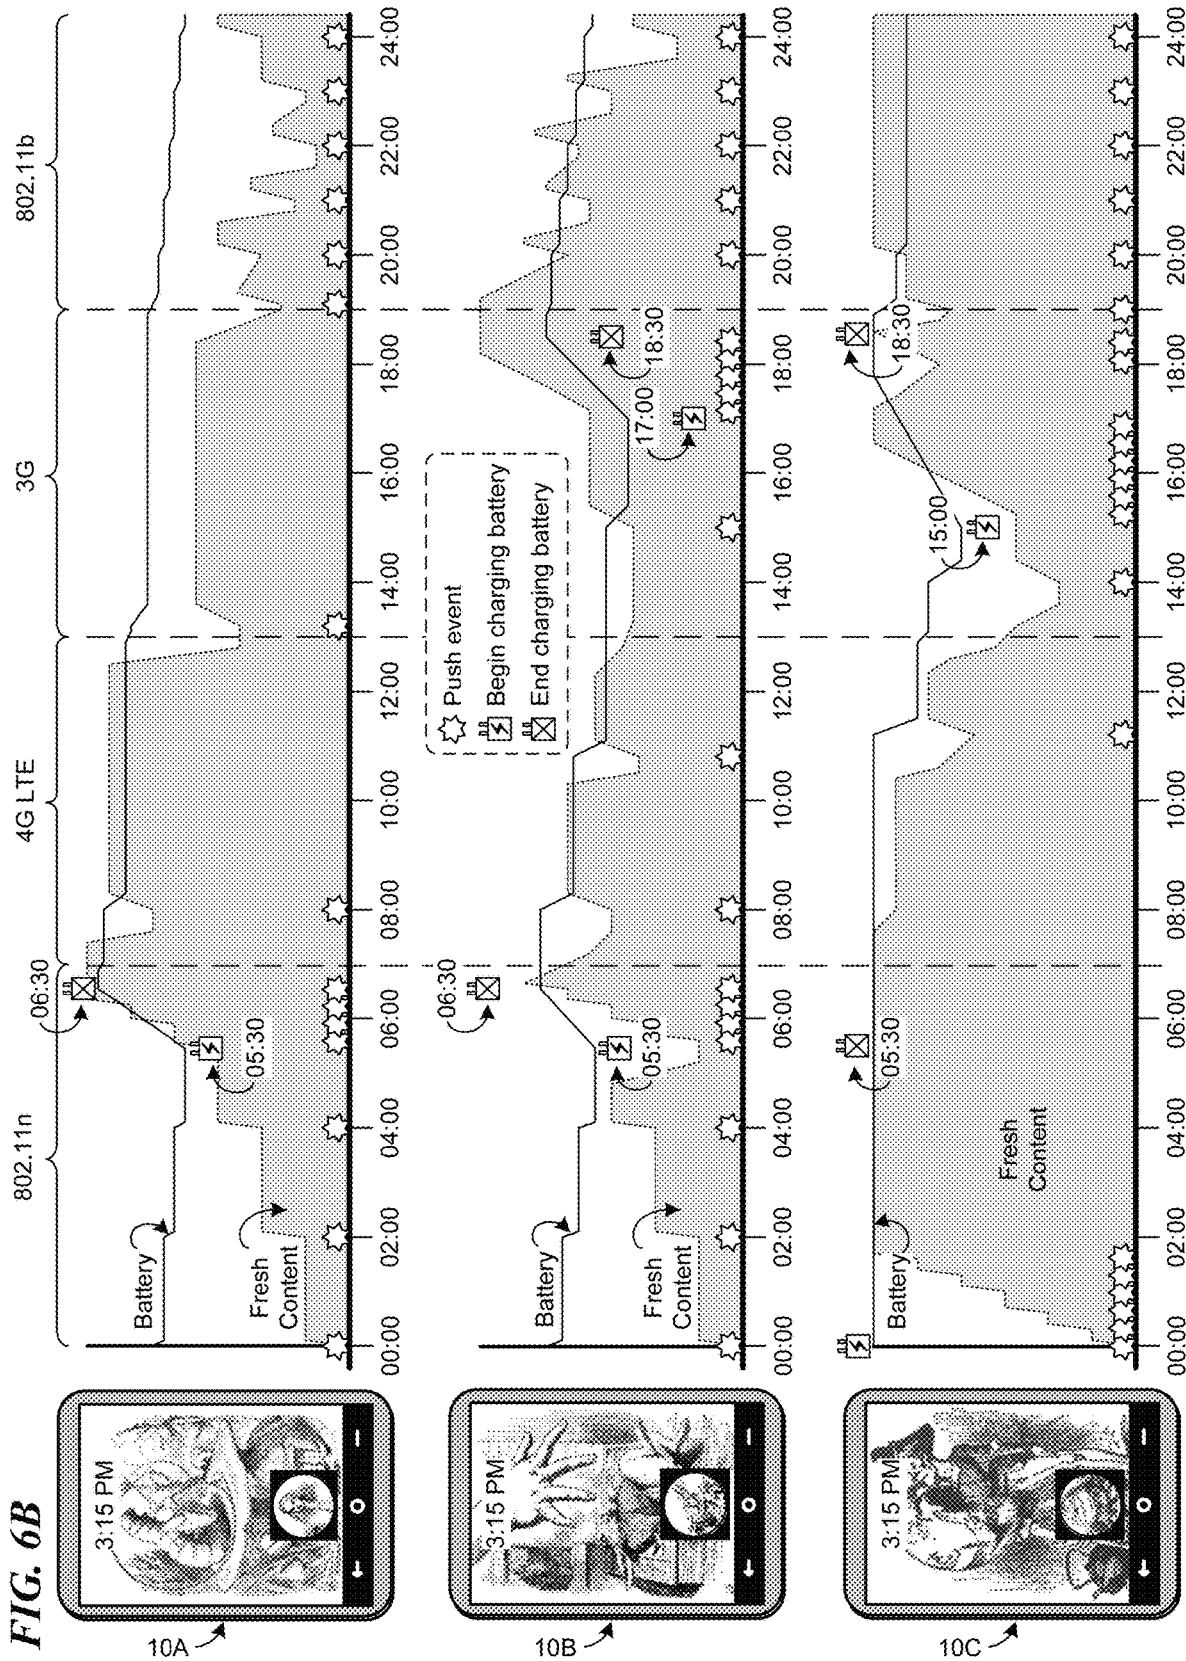 FIG. 6B
802.11n
4G LTE
3G
802.11b
10A
3:15 PM
Battery
Fresh
Content
05:30
06:30
00:00
02:00
04:00
06:00
08:00
10:00
12:00
14:00
16:00
18:00
20:00
22:00
24:00
10B
3:15 PM
Battery
Fresh
Content
05:30
06:30
Push event
Begin charging battery
End charging battery
17:00
18:30
00:00
02:00
04:00
06:00
08:00
10:00
12:00
14:00
16:00
18:00
20:00
22:00
24:00
10C
3:15 PM
Battery
Fresh
Content
05:30
15:00
18:30
00:00
02:00
04:00
06:00
08:00
10:00
12:00
14:00
16:00
18:00
20:00
22:00
24:00